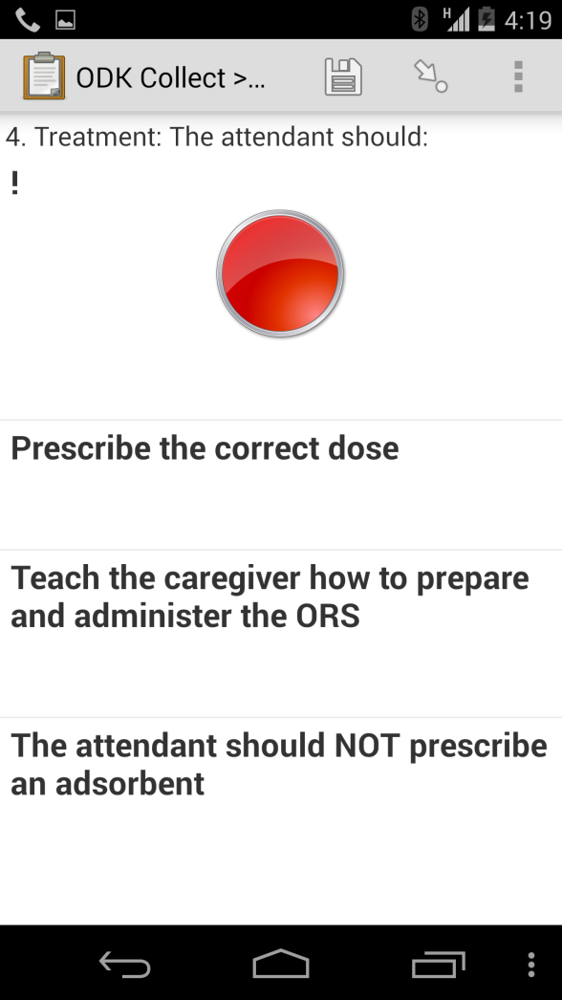 H
4:19
ODK Collect >...
4. Treatment: The attendant should:
!
Prescribe the correct dose
Teach the caregiver how to prepare
and administer the ORS
The attendant should NOT prescribe
an adsorbent